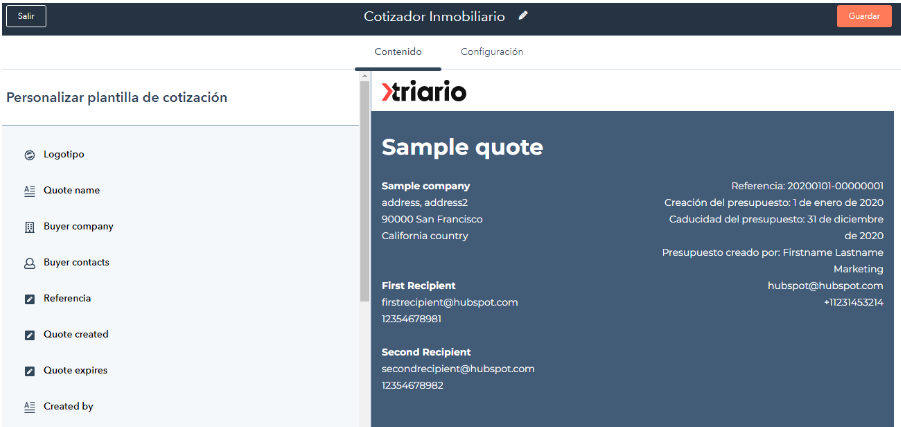 Salir
Cotizador Inmobiliario
Guardar
Contenido
Configuración
Personalizar plantilla de cotización
Logotipo
Quote name
Buyer company
Buyer contacts
Referencia
Quote created
Quote expires
Created by
triario
Sample quote
Sample company
address, address2
90000 San Francisco
California country
First Recipient
firstrecipient@hubspot.com
12354678981
Second Recipient
secondrecipient@hubspot.com
12354678982
Referencia: 20200101-00000001
Creación del presupuesto: 1 de enero de 2020
Caducidad del presupuesto: 31 de diciembre
de 2020
Presupuesto creado por: Firstname Lastname
Marketing
hubspot@hubspot.com
+11231453214